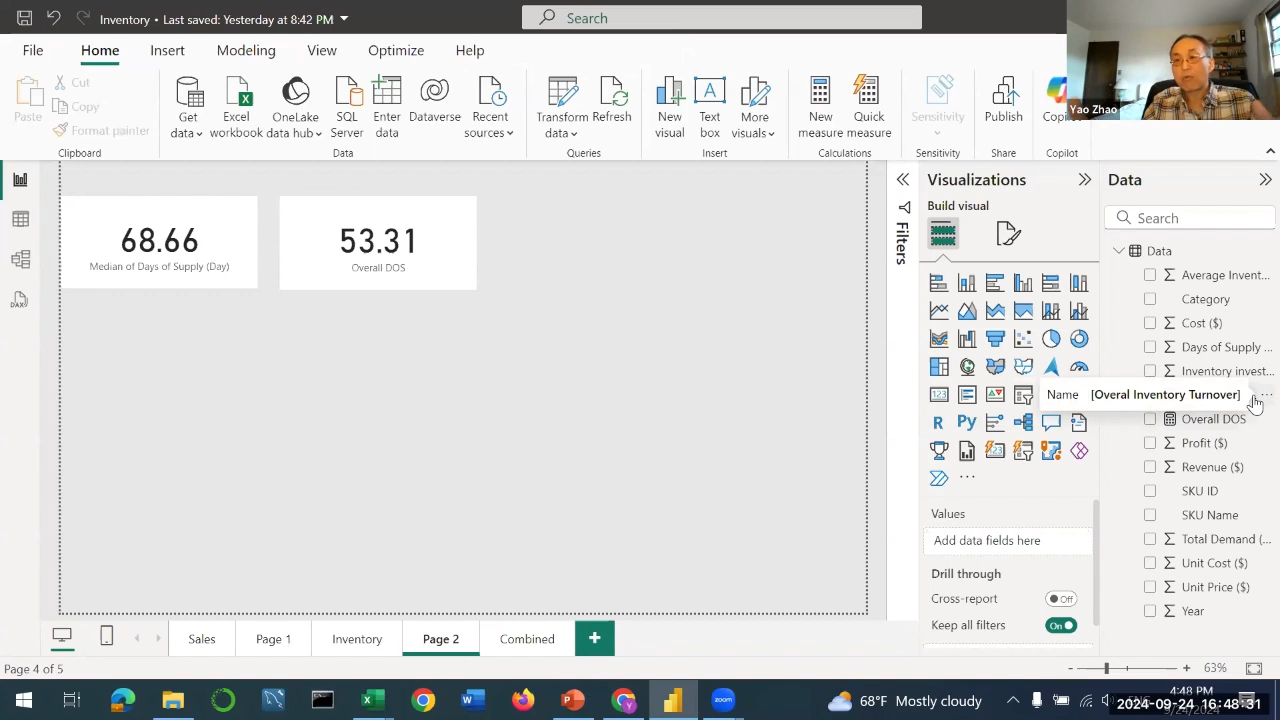 Inventory • Last saved: Yesterday at 8:42 PM
Search
File
Home
Insert
Modeling
View
Optimize
Help
Yao Zhao
Paste
Cut
Copy
Format painter
Clipboard
Get data
Excel workbook
OneLake data hub
SQL Server
Enter data
Dataverse
Recent sources
Data
Transform data
Refresh
Queries
New visual
Text box
More visuals
Insert
New measure
Quick measure
Calculations
Sensitivity
Sensitivity
Publish
Share
Copilot
68.66
Median of Days of Supply (Day)
53.31
Overall DOS
Filters
Visualizations
Build visual
Values
Add data fields here
Drill through
Cross-report
Off
Keep all filters
On
Data
Search
Data
Average Invent...
Category
Cost ($)
Days of Supply ...
Inventory invest...
Name [Overal Inventory Turnover]
Overall DOS
Profit ($)
Revenue ($)
SKU ID
SKU Name
Total Demand (...
Unit Cost ($)
Unit Price ($)
Year
Sales
Page 1
Inventory
Page 2
Combined
Page 4 of 5
63%
68°F Mostly cloudy
4:48 PM
2024-09-24 16:48:31